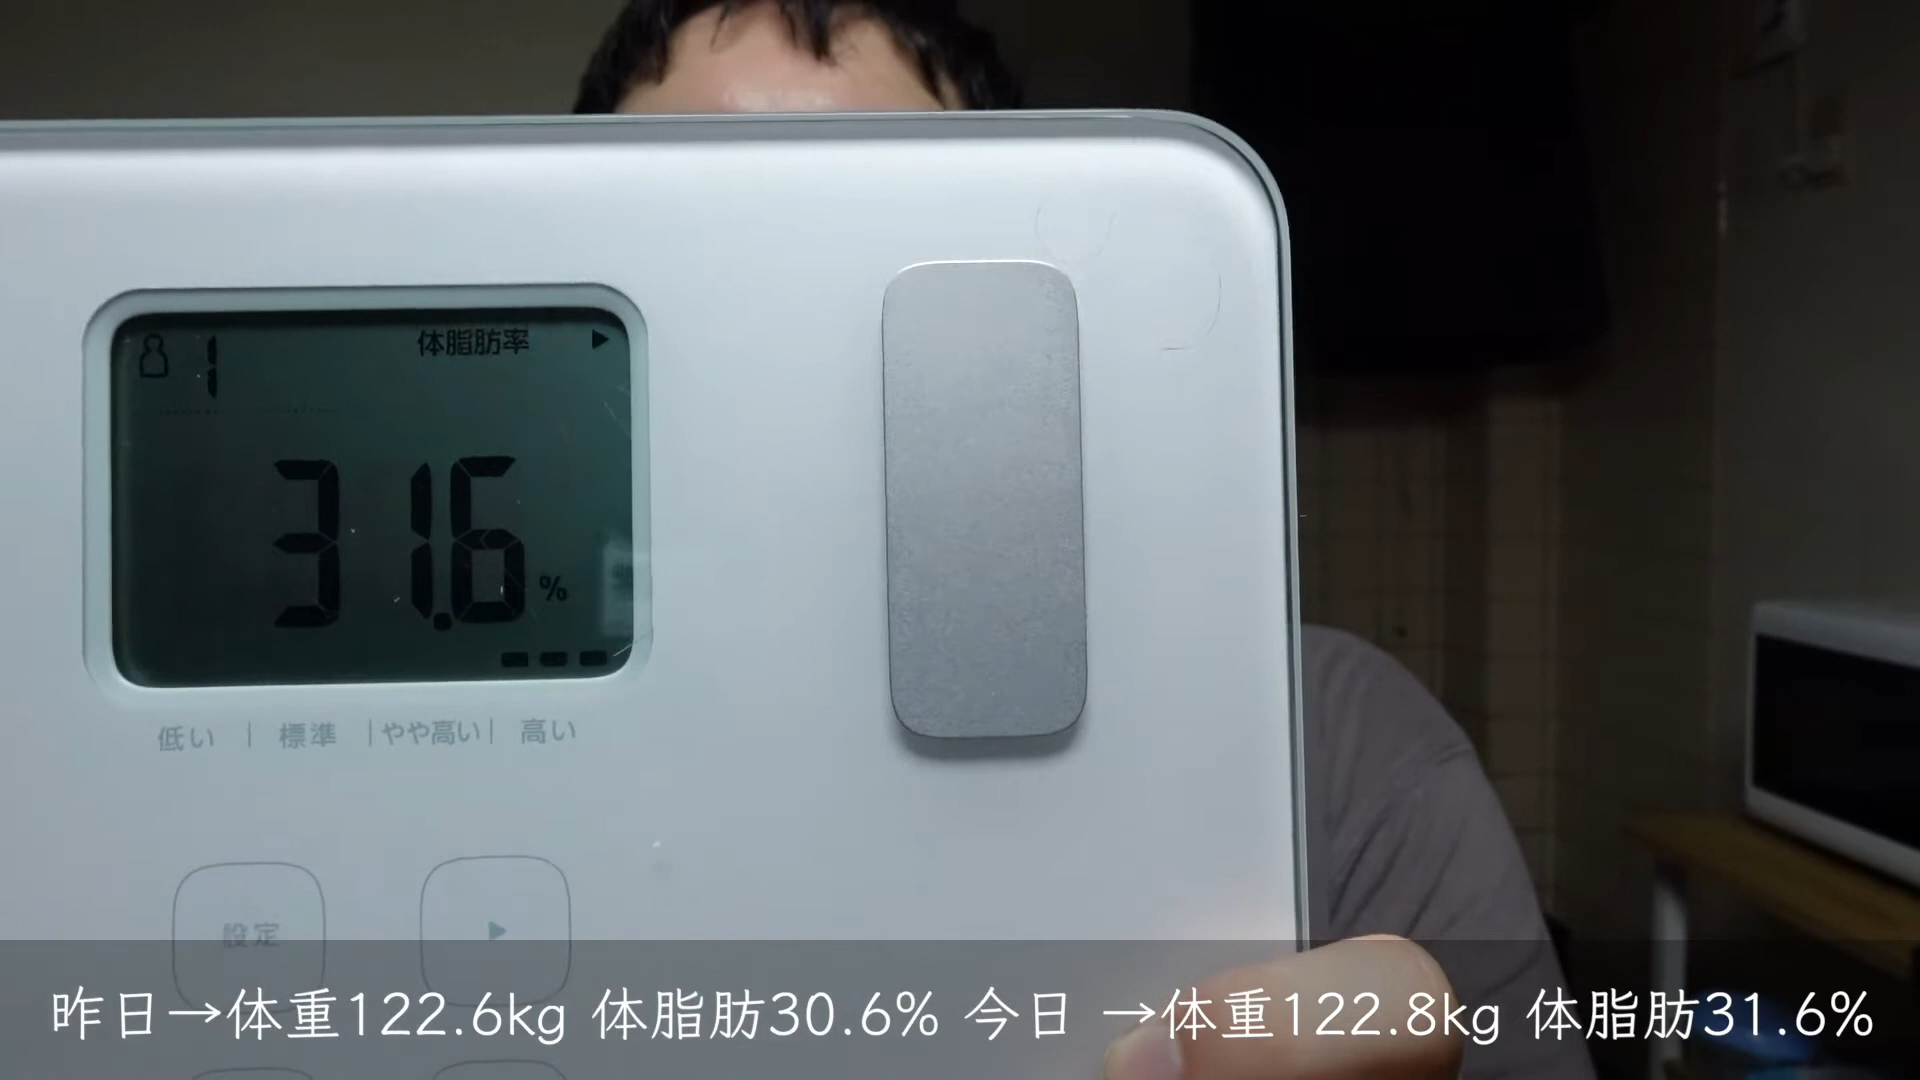 1 体脂肪率 ▶
31.6%
低い | 標準 | やや高い | 高い
設定 ▶
昨日→体重122.6kg 体脂肪30.6% 今日 →体重122.8kg 体脂肪31.6%